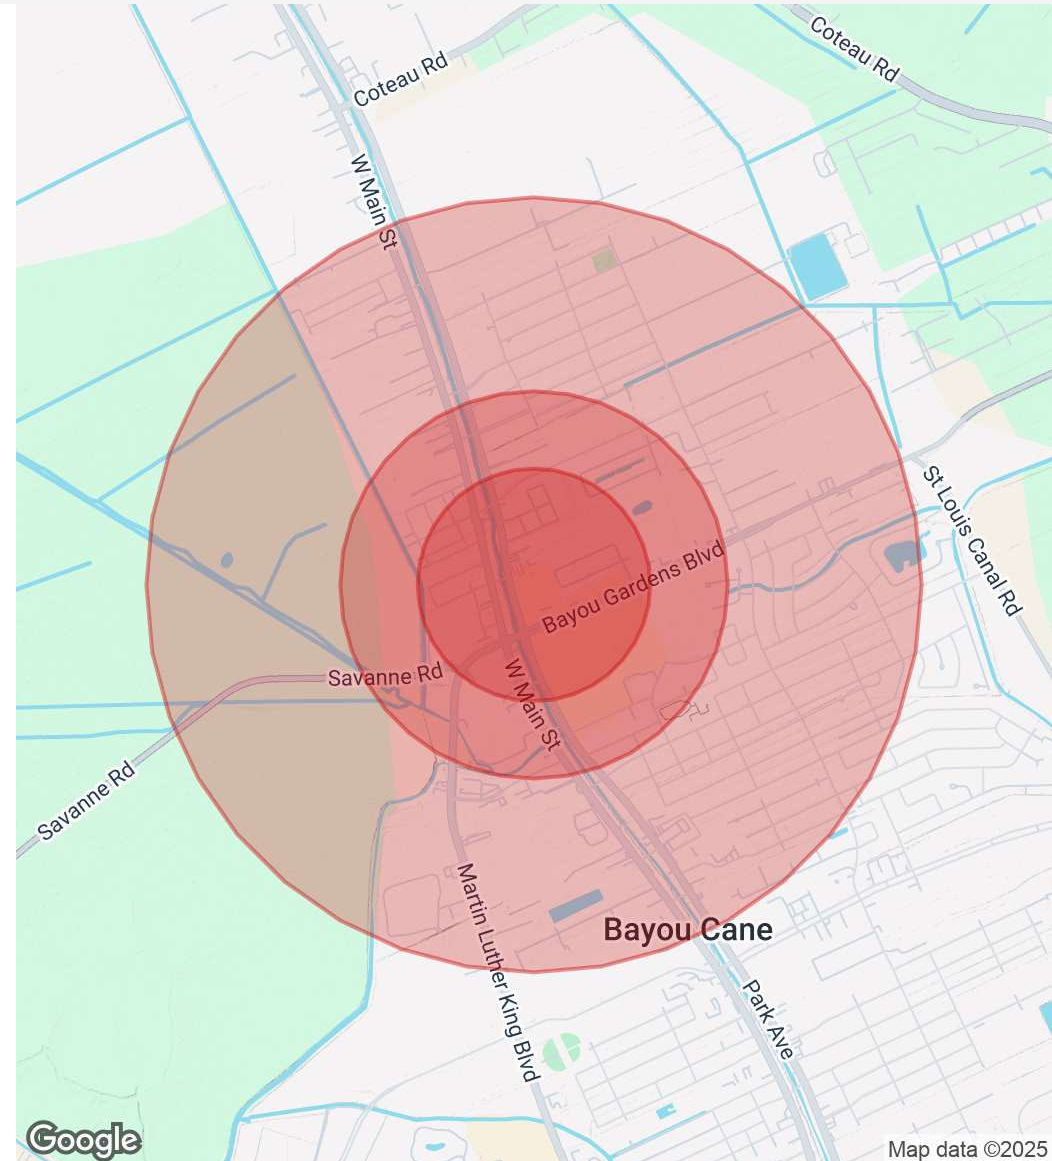 Coteau Rd
Coteau Rd
W Main St
St Louis Canal Rd
Bayou Gardens Blvd
Savanne Rd
W Main St
Savanne Rd
Martin Luther King Blvd
Bayou Cane
Park Ave
Google
Map data ©2025